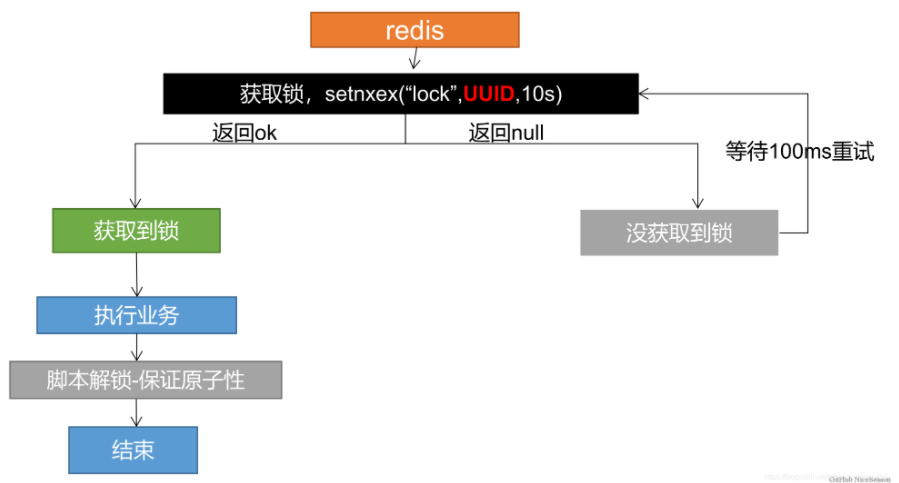 redis
获取锁，setnxex(“lock”,UUID,10s)
返回ok
返回null
等待100ms重试
获取到锁
没获取到锁
执行业务
脚本解锁-保证原子性
结束
GitHub NiceSeason